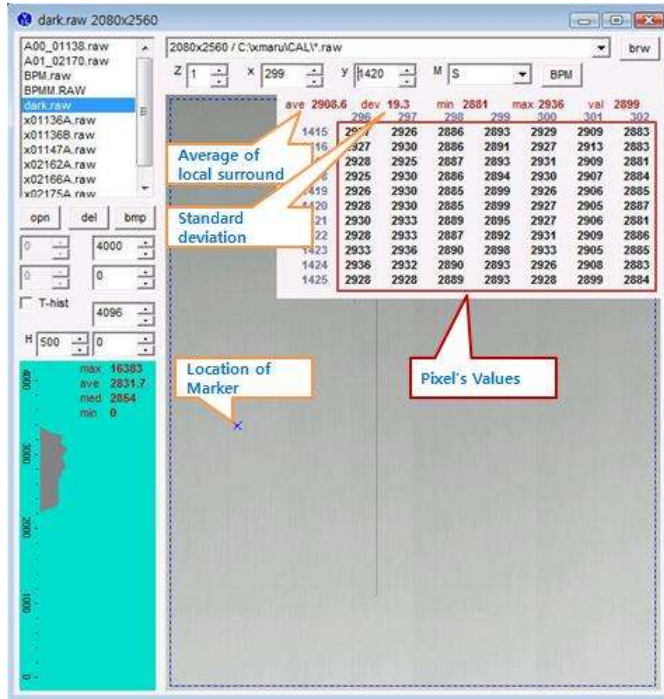 dark.raw 2080x2560
A00_01138.raw
A01_02170.raw
BPM.raw
BPMM.RAW
dark.raw
x01136A.raw
x01136B.raw
x01147A.raw
x02162A.raw
x02166A.raw
x02175A.raw
2080x2560 / C:\xmaru\CAL\*.raw
brw
Z 1 x 299 y 1420 M S BPM
ave 2908.6 dev 19.3 min 2881 max 2936 val 2899
296 297 298 299 300 301 302
1415 2926 2886 2893 2929 2909 2883
2927 2930 2886 2891 2927 2913 2883
2928 2925 2887 2893 2931 2909 2881
2925 2930 2886 2894 2930 2907 2884
2926 2930 2885 2899 2926 2906 2885
2928 2930 2885 2899 2927 2905 2887
2930 2933 2889 2895 2927 2906 2881
2928 2933 2887 2892 2931 2909 2886
1423 2933 2936 2890 2898 2933 2905 2885
1424 2936 2932 2890 2893 2926 2908 2883
1425 2928 2928 2889 2893 2928 2899 2884
Average of
local surround
Standard
deviation
opn del bmp
0 4000
0 0
T-hist
4096
H 500 0
max 16383
ave 2831.7
med 2854
min 0
4000
3000
2000
1000
0
Location of
Marker
Pixel's Values